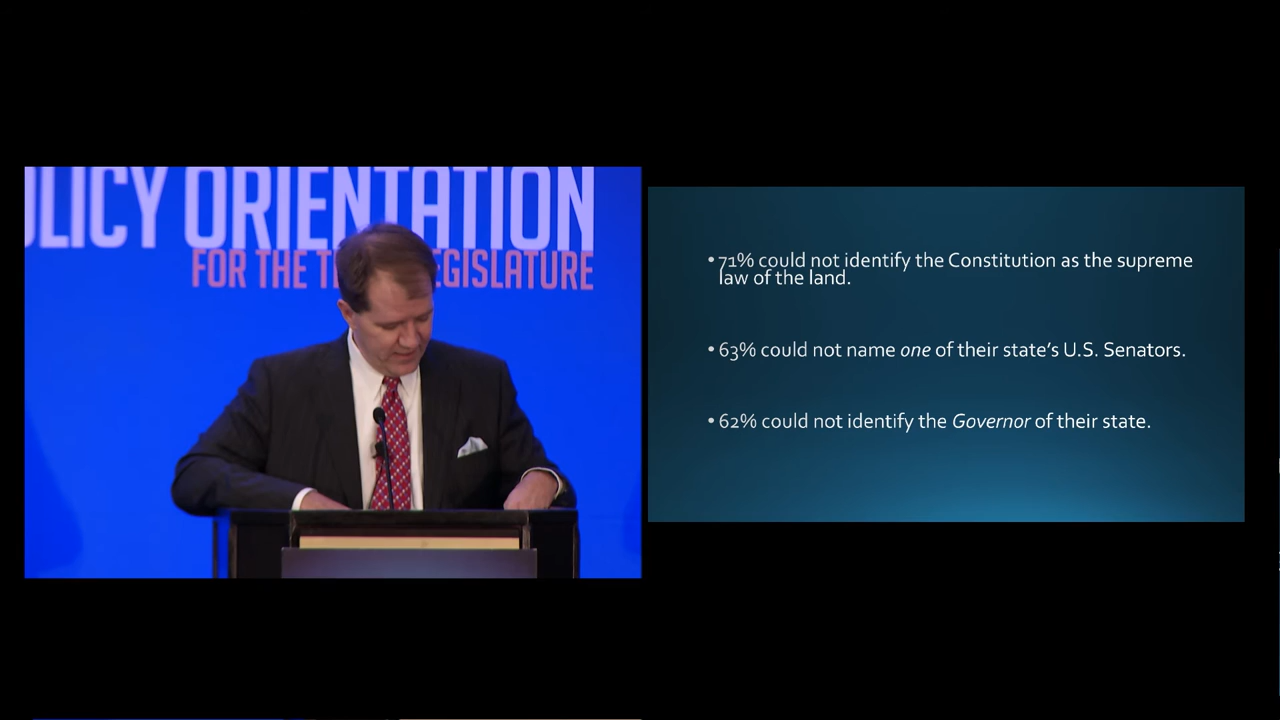 POLICY ORIENTATION
FOR THE T EGISLATURE
• 71% could not identify the Constitution as the supreme
law of the land.
• 63% could not name one of their state's U.S. Senators.
• 62% could not identify the Governor of their state.